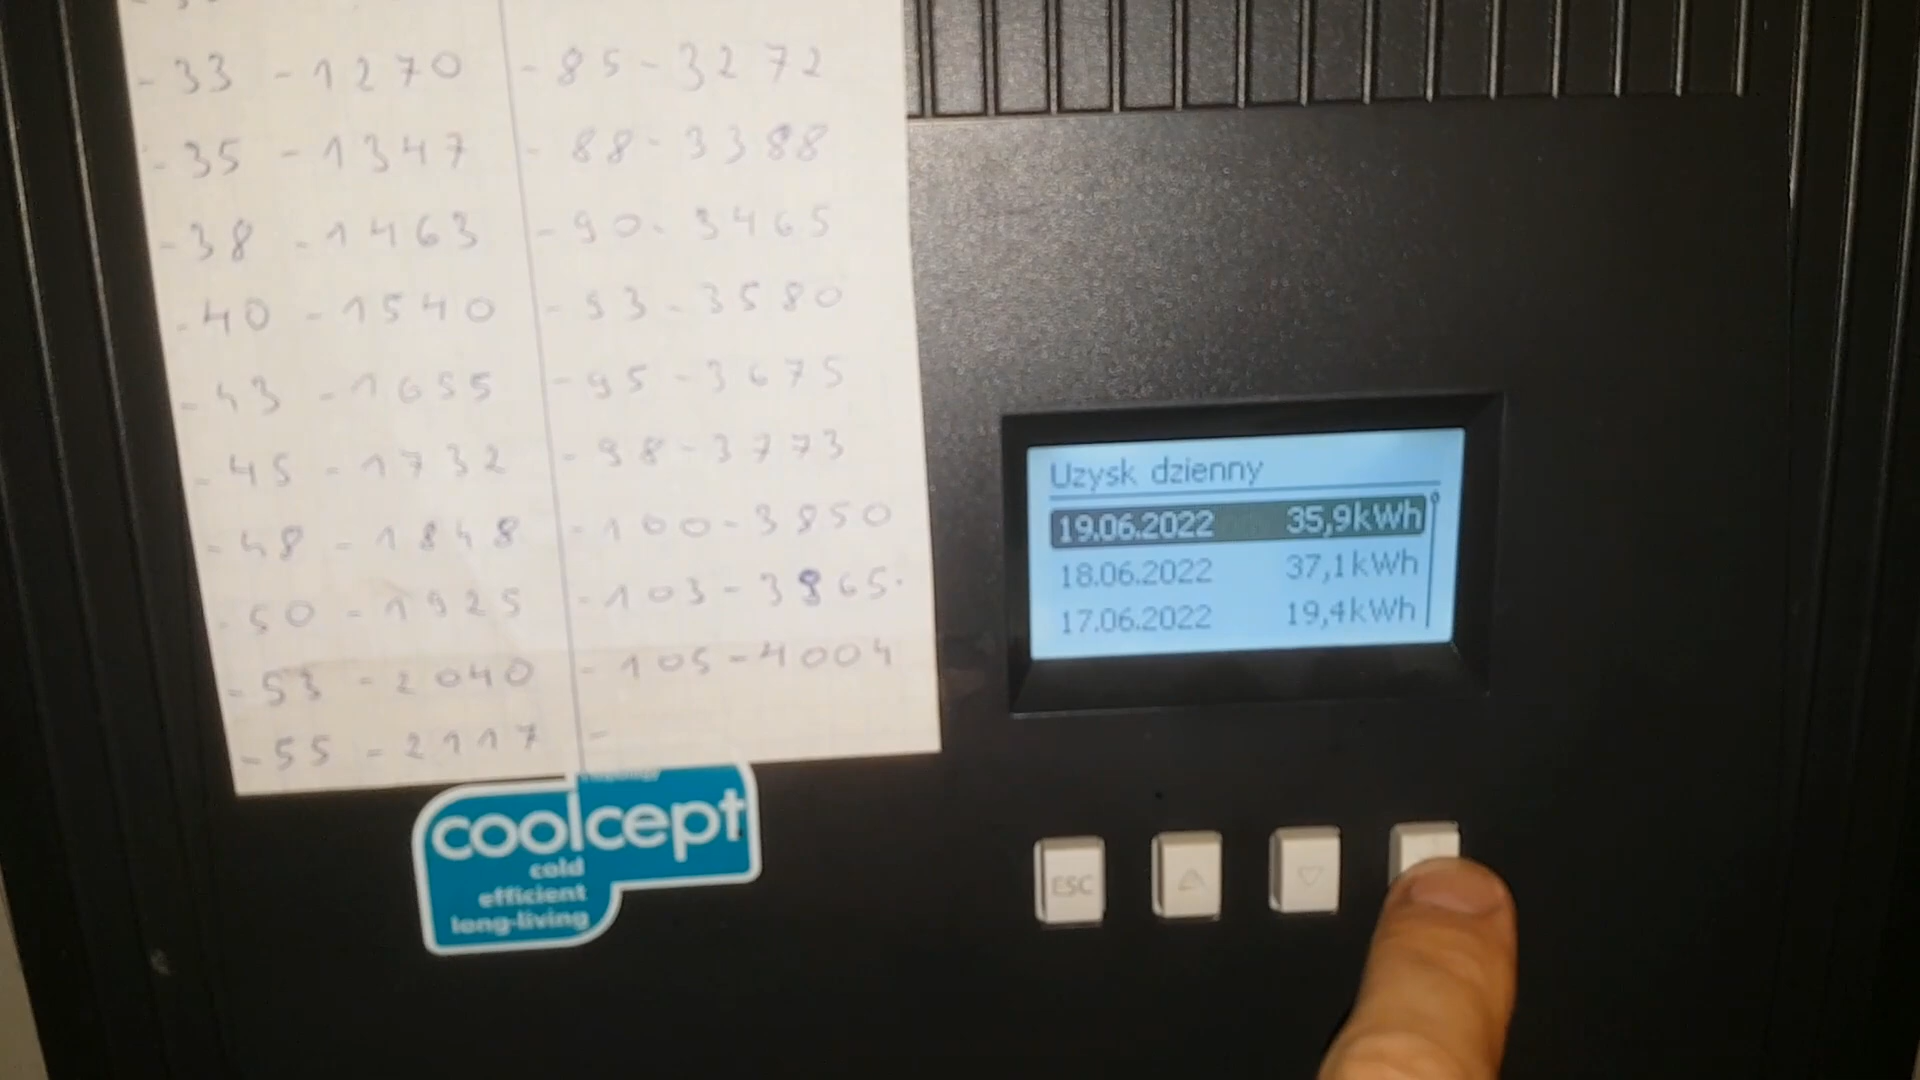 - 33 - 1270
- 35 - 1347
- 38 - 1463
- 40 - 1540
- 43 - 1655
- 45 - 1732
- 48 - 1848
- 50 - 1925
- 53 - 2040
- 55 - 2117
- 85 - 3272
- 88 - 3388
- 90 - 3465
- 93 - 3580
- 95 - 3675
- 98 - 3773
- 100 - 3850
- 103 - 3965.
- 105 - 4004
-
coolcept
cold
efficient
long-living
Uzysk dzienny
19.06.2022 35,9kWh
18.06.2022 37,1kWh
17.06.2022 19,4kWh
ESC